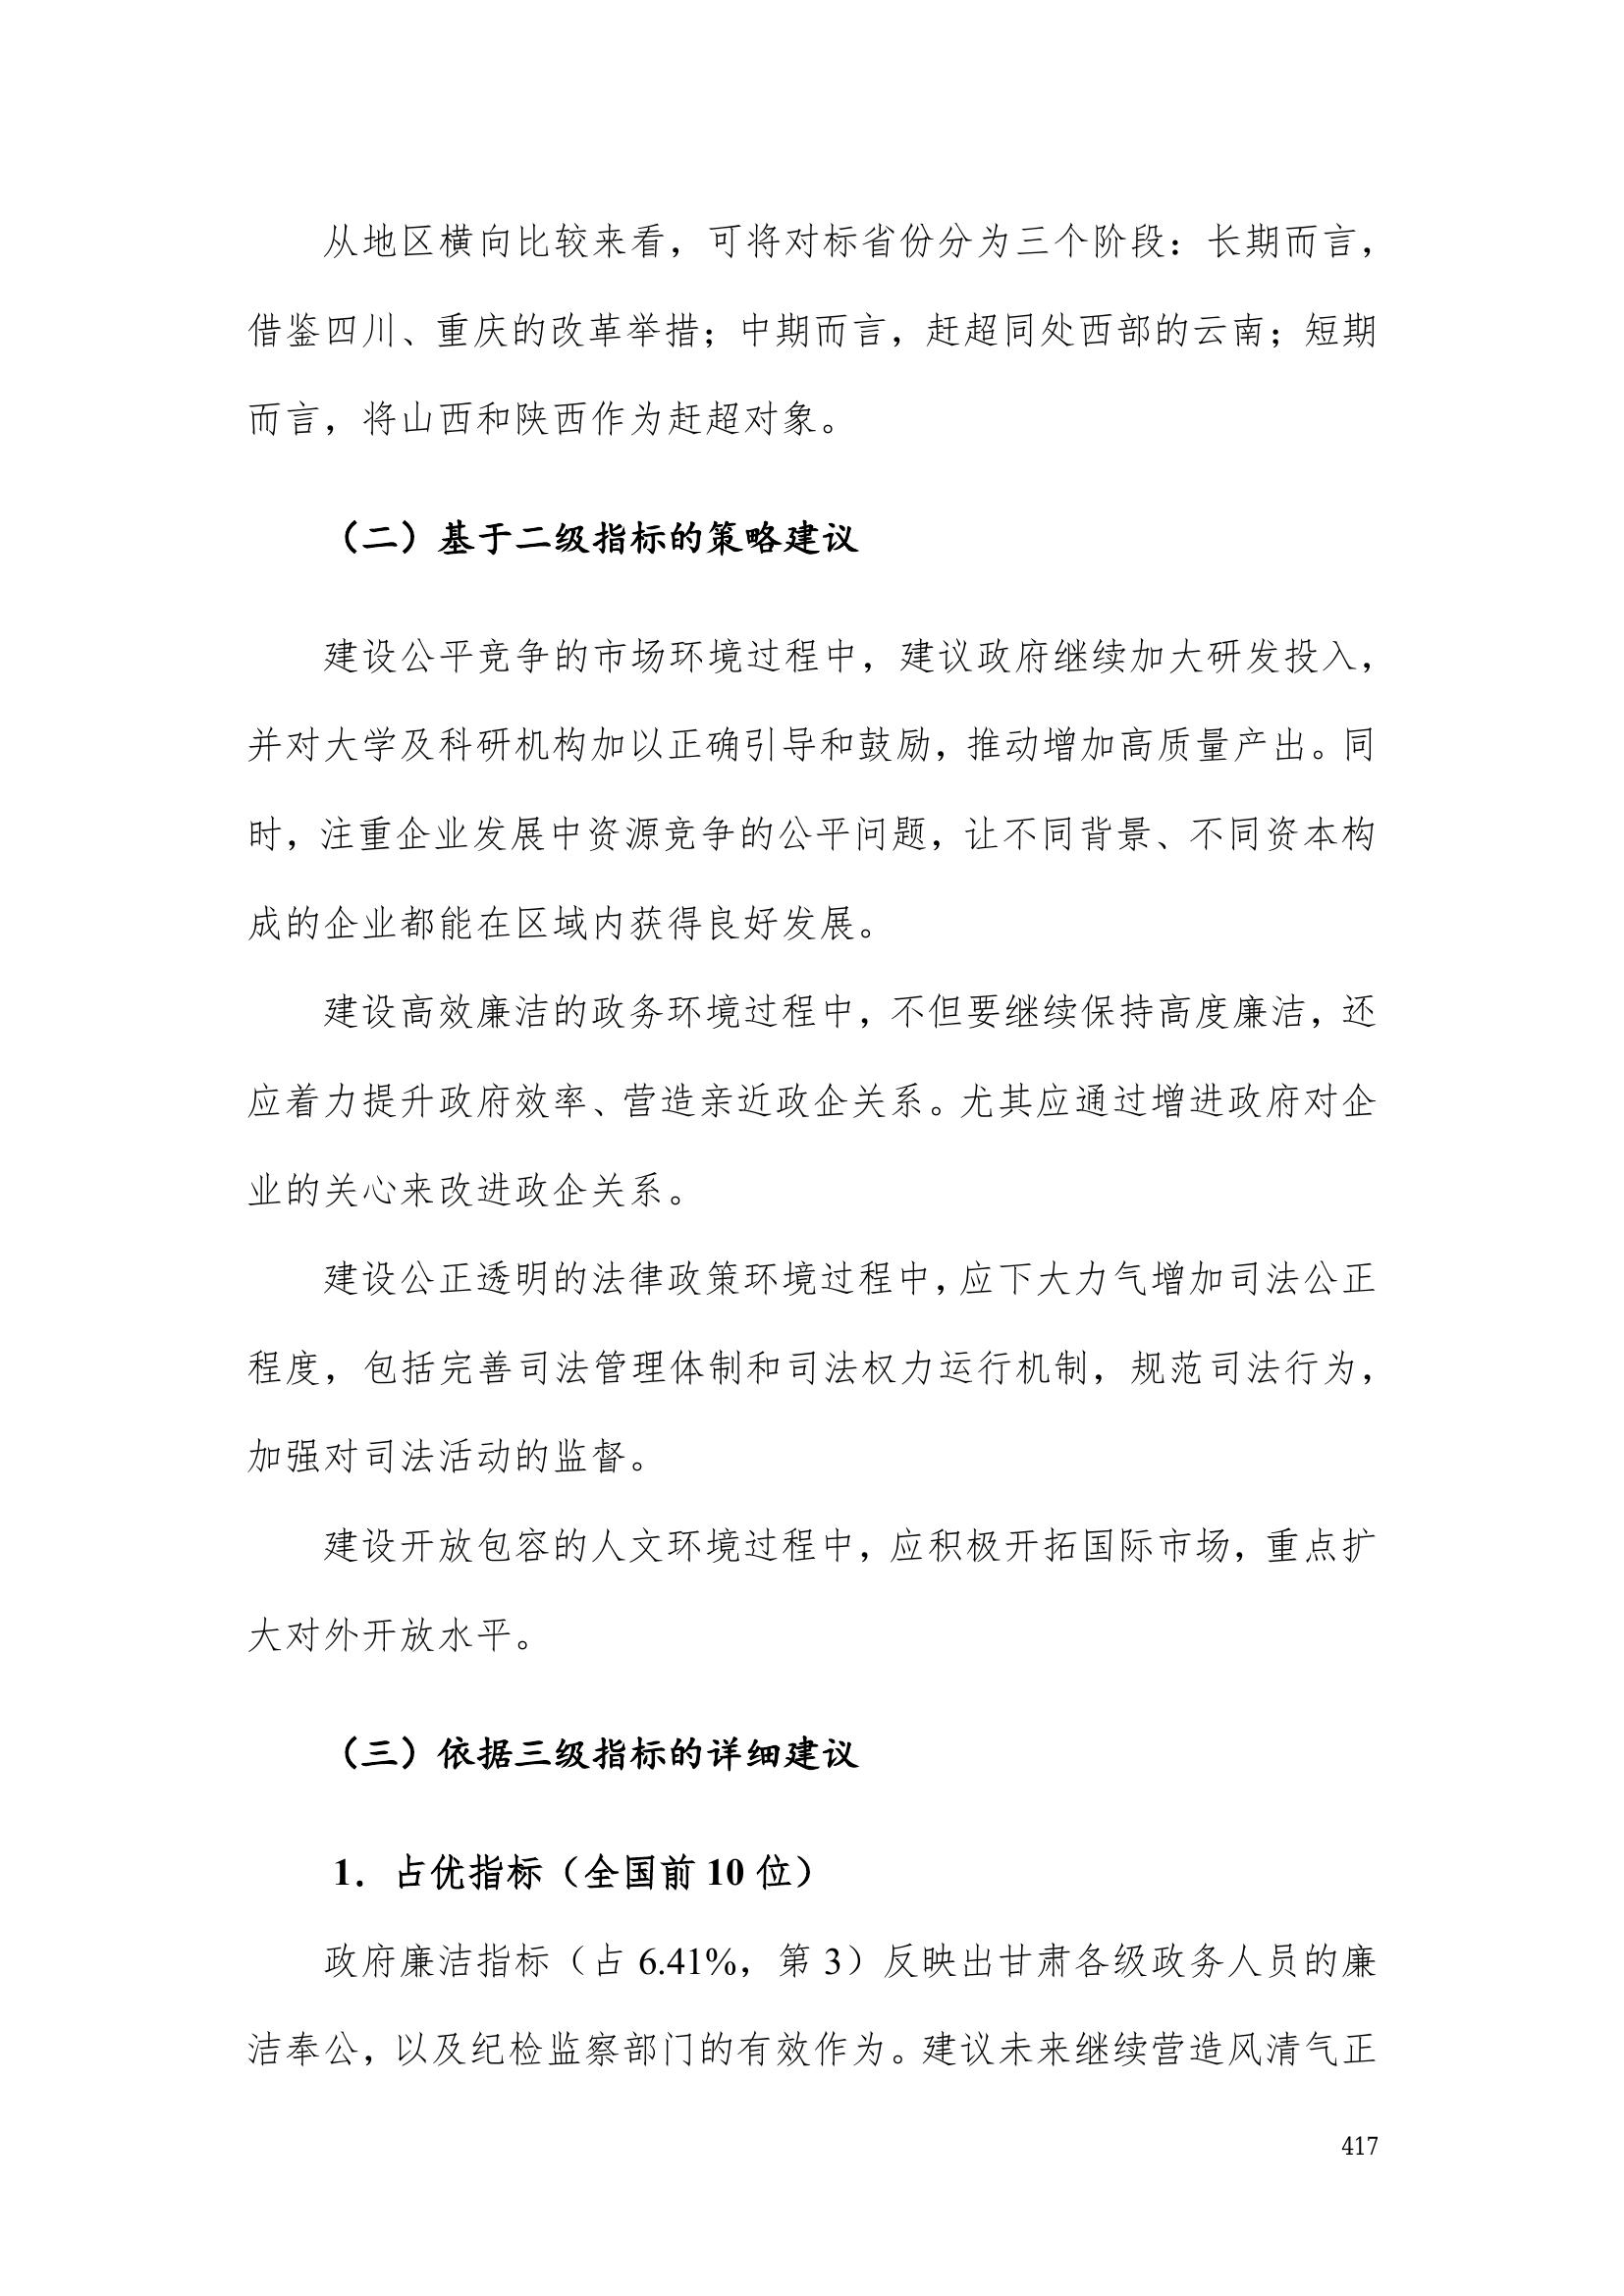 从地区横向比较来看，可将对标省份分为三个阶段：长期而言，
借鉴四川、重庆的改革举措；中期而言，赶超同处西部的云南；短期
而言，将山西和陕西作为赶超对象。
（二）基于二级指标的策略建议
建设公平竞争的市场环境过程中，建议政府继续加大研发投入，
并对大学及科研机构加以正确引导和鼓励，推动增加高质量产出。同
时，注重企业发展中资源竞争的公平问题，让不同背景、不同资本构
成的企业都能在区域内获得良好发展。
建设高效廉洁的政务环境过程中，不但要继续保持高度廉洁，还
应着力提升政府效率、营造亲近政企关系。尤其应通过增进政府对企
业的关心来改进政企关系。
建设公正透明的法律政策环境过程中，应下大力气增加司法公正
程度，包括完善司法管理体制和司法权力运行机制，规范司法行为，
加强对司法活动的监督。
建设开放包容的人文环境过程中，应积极开拓国际市场，重点扩
大对外开放水平。
（三）依据三级指标的详细建议
1．占优指标（全国前 10 位）
政府廉洁指标（占 6.41%，第 3）反映出甘肃各级政务人员的廉
洁奉公，以及纪检监察部门的有效作为。建议未来继续营造风清气正
417